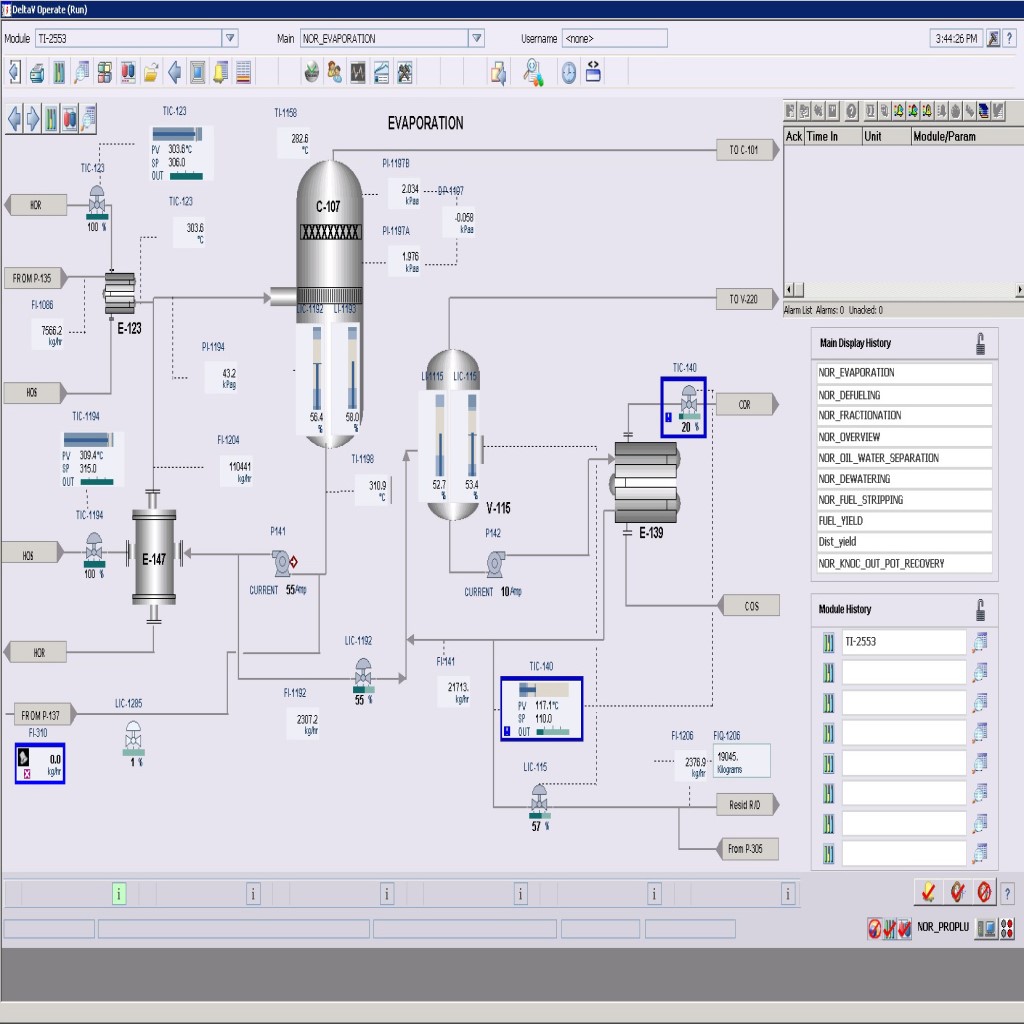 DeltaV Operate (Run)
Module TI-2553 Main NOR_EVAPORATION Username <none> 3:44:26 PM ?
EVAPORATION
TIC-123
PV 303.6°C
SP 306.0
OUT
TIC-123
100 %
HOR
TIC-123
303.6
°C
FROM P-135
E-123
FI-1086
7566.2
kg/hr
HOS
TI-1158
282.6
°C
C-107
PI-1197B
2.034
kPaa
DP-1197
-0.058
kPaa
PI-1197A
1.976
kPaa
TO C-101
LIC-1192 LI-1193
56.4 58.0
% %
PI-1194
43.2
kPag
TO V-220
TIC-1194
PV 309.4°C
SP 315.0
OUT
TIC-1194
100 %
HOS
FI-1204
110441
kg/hr
E-147
HOR
TI-1198
310.9
°C
LI-1115 LIC-115
52.7 53.4
% %
V-115
TIC-140
20 %
COR
E-139
COS
P141
CURRENT 55 Amp
P142
CURRENT 10 Amp
LIC-1192
55 %
FI-1192
2307.2
kg/hr
FI-141
21713.
kg/hr
TIC-140
PV 117.1°C
SP 110.0
OUT
FROM P-137
FI-310
0.0
kg/hr
LIC-1285
1 %
LIC-115
57 %
FI-1206
2376.9
kg/hr
FIQ-1206
19045.
Kilograms
Resid R/D
From P-305
Ack Time In Unit Module/Param
Alarm List Alarms: 0 Unacked: 0
Main Display History
NOR_EVAPORATION
NOR_DEFUELING
NOR_FRACTIONATION
NOR_OVERVIEW
NOR_OIL_WATER_SEPARATION
NOR_DEWATERING
NOR_FUEL_STRIPPING
FUEL_YIELD
Dist_yield
NOR_KNOC_OUT_POT_RECOVERY
Module History
TI-2553
i i i i i i ?
NOR_PROPLU